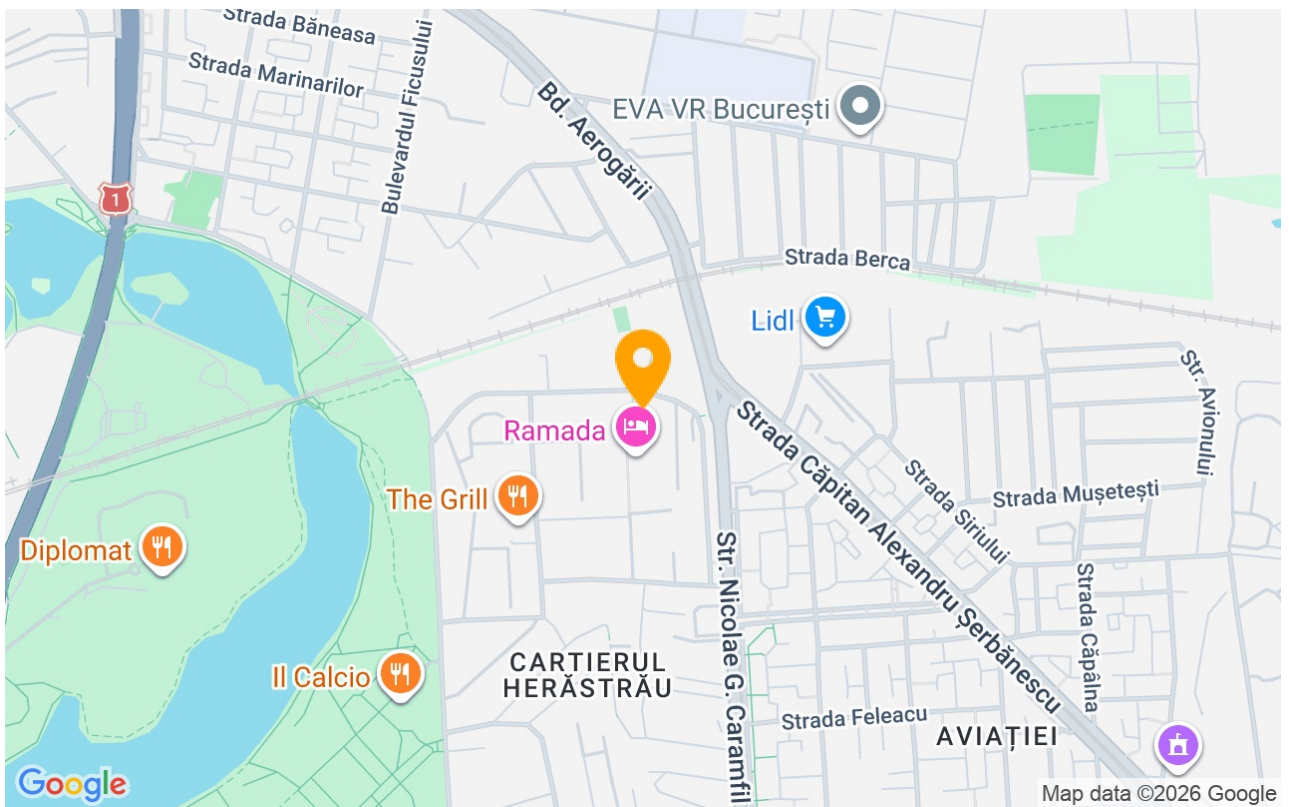 Strada Băneasa
Strada Marinarilor
Bulevardul Ficusului
Bd. Aerogării
EVA VR București
1
Strada Berca
Lidl
Str. Avionului
Ramada
Strada Căpitan Alexandru Șerbănescu
The Grill
Strada Siriului
Strada Mușetești
Diplomat
Str. Nicolae G. Caramfil
Strada Căpâlna
CARTIERUL
HERĂSTRĂU
Il Calcio
Strada Feleacu
AVIAȚIEI
Google
Map data ©2026 Google